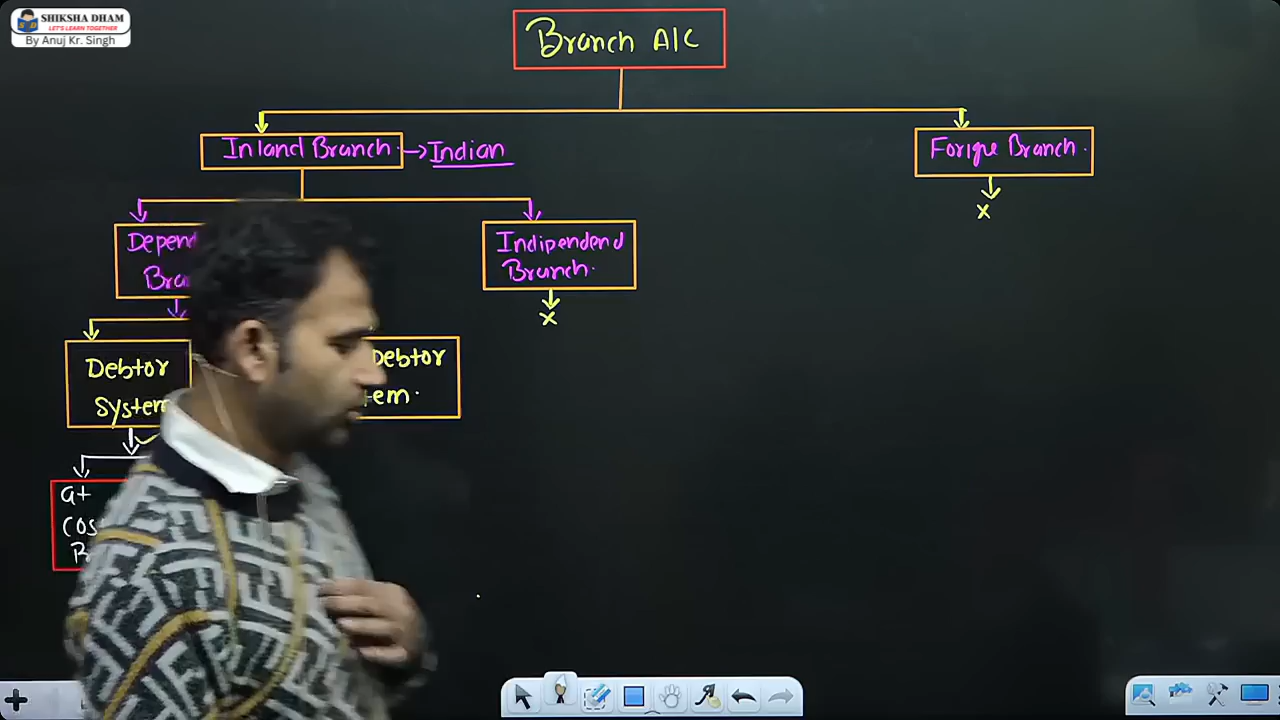 SHIKSHA DHAM
LET'S LEARN TOGETHER
By Anuj Kr. Singh
Branch A/C
Inland Branch → Indian
Forigue Branch.
Indipendend
Branch.
x
x
Debtor
System
Debtor